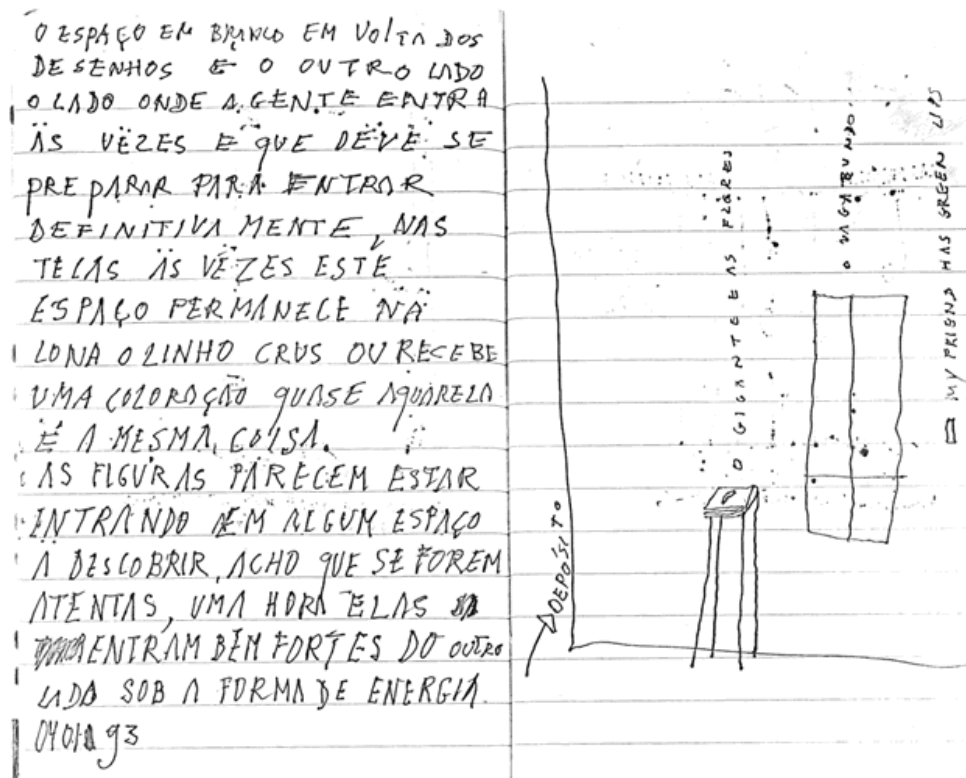 O ESPAÇO EM BRANCO EM VOLTA DOS
DESENHOS E O OUTRO LADO
O LADO ONDE A GENTE ENTRA
ÀS VEZES E QUE DEVE SE
PREPARAR PARA ENTRAR
DEFINITIVAMENTE, NAS
TELAS ÀS VEZES ESTE
ESPAÇO PERMANECE NA
LONA O LINHO CRUS OU RECEBE
UMA COLORAÇÃO QUASE AQUARELA
É A MESMA COISA.
AS FIGURAS PARECEM ESTAR
ENTRANDO EM ALGUM ESPAÇO
A DESCOBRIR, ACHO QUE SE FOREM
ATENTAS, UMA HORA ELAS
ENTRAM BEM FORTES DO OUTRO
LADO SOB A FORMA DE ENERGIA.
93
DEPOSITO
O GIGANTE E AS FLORES
O VAGABUNDO
MY FRIEND HAS GREEN LIPS